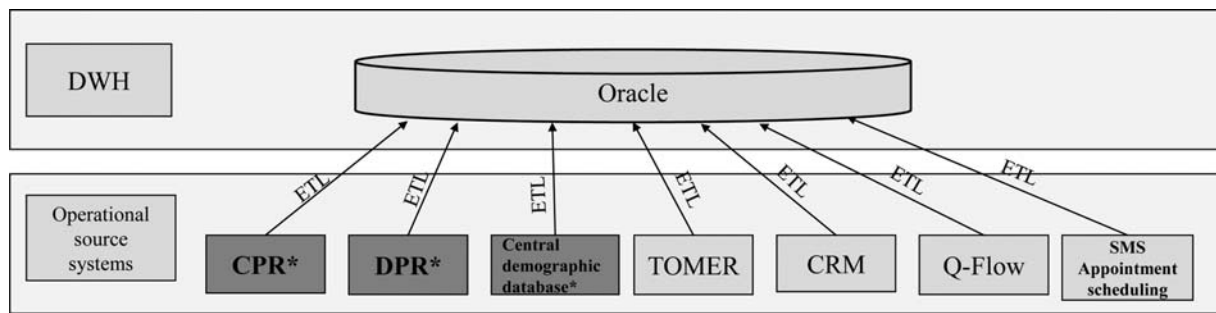 DWH
Oracle
ETL
ETL
ETL
ETL
ETL
ETL
ETL
Operational
source
systems
CPR*
DPR*
Central
demographic
database*
TOMER
CRM
Q-Flow
SMS
Appointment
scheduling